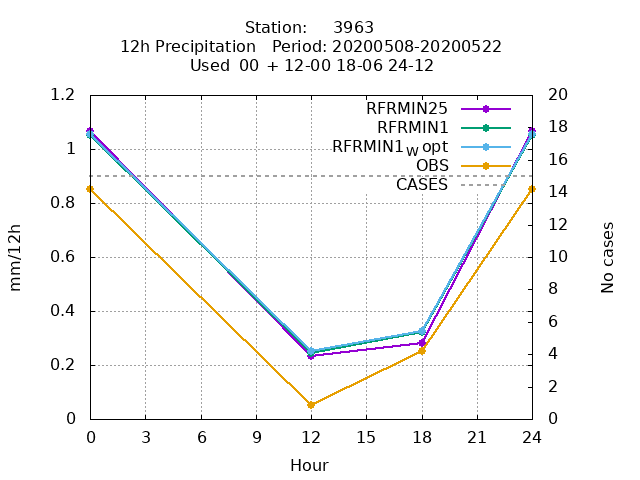 Station:     3963
12h Precipitation   Period: 20200508-20200522
Used  00 + 12-00 18-06 24-12
RFRMIN25
RFRMIN1
RFRMIN1w opt
OBS
CASES
mm/12h
0
0.2
0.4
0.6
0.8
1
1.2
No cases
0
2
4
6
8
10
12
14
16
18
20
0 3 6 9 12 15 18 21 24
Hour